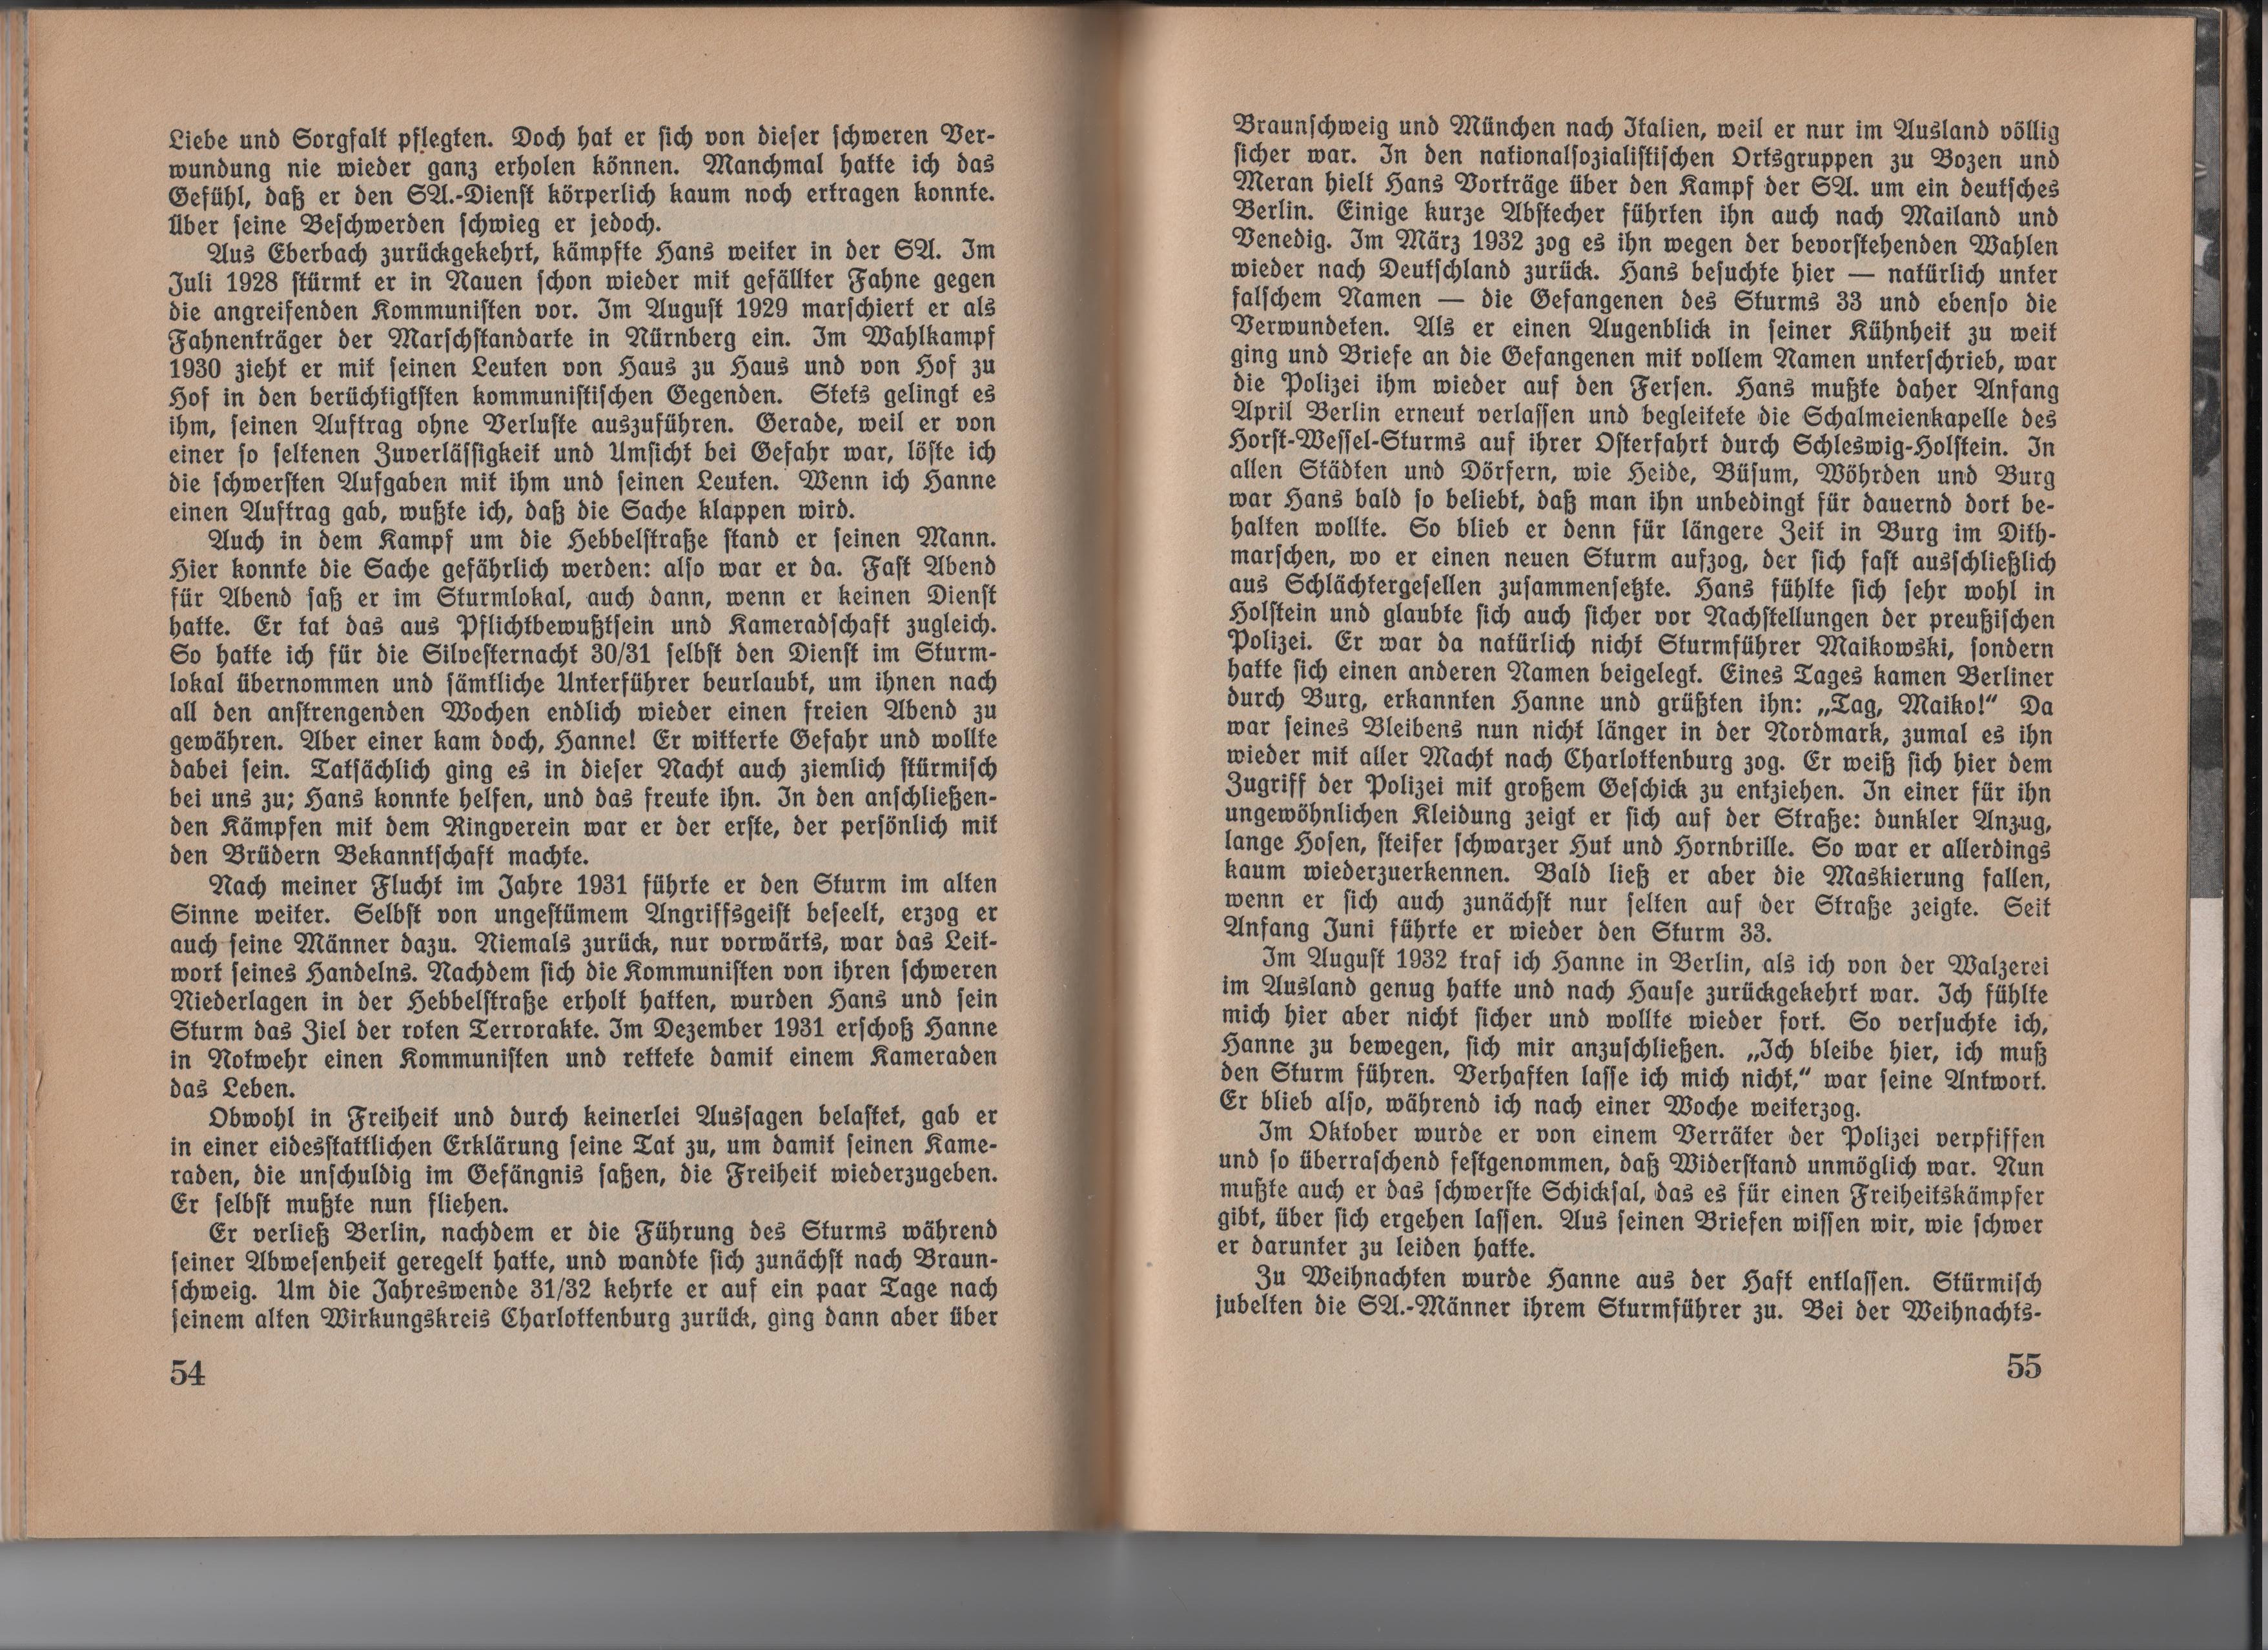 Liebe und Sorgfalt pflegten. Doch hat er sich von dieser schweren Ver-
wundung nie wieder ganz erholen können. Manchmal hatte ich das
Gefühl, daß er den SA.-Dienst körperlich kaum noch ertragen konnte.
Über seine Beschwerden schwieg er jedoch.
Aus Eberbach zurückgekehrt, kämpfte Hans weiter in der SA. Im
Juli 1928 stürmt er in Nauen schon wieder mit gefällter Fahne gegen
die angreifenden Kommunisten vor. Im August 1929 marschiert er als
Fahnenträger der Marschstandarte in Nürnberg ein. Im Wahlkampf
1930 zieht er mit seinen Leuten von Haus zu Haus und von Hof zu
Hof in den berüchtigtsten kommunistischen Gegenden. Stets gelingt es
ihm, seinen Auftrag ohne Verluste auszuführen. Gerade, weil er von
einer so seltenen Zuverlässigkeit und Umsicht bei Gefahr war, löste ich
die schwersten Aufgaben mit ihm und seinen Leuten. Wenn ich Hanne
einen Auftrag gab, wußte ich, daß die Sache klappen wird.
Auch in dem Kampf um die Hebbelstraße stand er seinen Mann.
Hier konnte die Sache gefährlich werden: also war er da. Fast Abend
für Abend saß er im Sturmlokal, auch dann, wenn er keinen Dienst
hatte. Er tat das aus Pflichtbewußtsein und Kameradschaft zugleich.
So hatte ich für die Silvesternacht 30/31 selbst den Dienst im Sturm-
lokal übernommen und sämtliche Unterführer beurlaubt, um ihnen nach
all den anstrengenden Wochen endlich wieder einen freien Abend zu
gewähren. Aber einer kam doch, Hanne! Er witterte Gefahr und wollte
dabei sein. Tatsächlich ging es in dieser Nacht auch ziemlich stürmisch
bei uns zu; Hans konnte helfen, und das freute ihn. In den anschließen-
den Kämpfen mit dem Ringverein war er der erste, der persönlich mit
den Brüdern Bekanntschaft machte.
Nach meiner Flucht im Jahre 1931 führte er den Sturm im alten
Sinne weiter. Selbst von ungestümem Angriffsgeist beseelt, erzog er
auch seine Männer dazu. Niemals zurück, nur vorwärts, war das Leit-
wort seines Handelns. Nachdem sich die Kommunisten von ihren schweren
Niederlagen in der Hebbelstraße erholt hatten, wurden Hans und sein
Sturm das Ziel der roten Terrorakte. Im Dezember 1931 erschoß Hanne
in Notwehr einen Kommunisten und rettete damit einem Kameraden
das Leben.
Obwohl in Freiheit und durch keinerlei Aussagen belastet, gab er
in einer eidesstattlichen Erklärung seine Tat zu, um damit seinen Kame-
raden, die unschuldig im Gefängnis saßen, die Freiheit wiederzugeben.
Er selbst mußte nun fliehen.
Er verließ Berlin, nachdem er die Führung des Sturms während
seiner Abwesenheit geregelt hatte, und wandte sich zunächst nach Braun-
schweig. Um die Jahreswende 31/32 kehrte er auf ein paar Tage nach
seinem alten Wirkungskreis Charlottenburg zurück, ging dann aber über
54
Braunschweig und München nach Italien, weil er nur im Ausland völlig
sicher war. In den nationalsozialistischen Ortsgruppen zu Bozen und
Meran hielt Hans Vorträge über den Kampf der SA. um ein deutsches
Berlin. Einige kurze Abstecher führten ihn auch nach Mailand und
Venedig. Im März 1932 zog es ihn wegen der bevorstehenden Wahlen
wieder nach Deutschland zurück. Hans besuchte hier — natürlich unter
falschem Namen — die Gefangenen des Sturms 33 und ebenso die
Verwundeten. Als er einen Augenblick in seiner Kühnheit zu weit
ging und Briefe an die Gefangenen mit vollem Namen unterschrieb, war
die Polizei ihm wieder auf den Fersen. Hans mußte daher Anfang
April Berlin erneut verlassen und begleitete die Schalmeienkapelle des
Horst-Wessel-Sturms auf ihrer Osterfahrt durch Schleswig-Holstein. In
allen Städten und Dörfern, wie Heide, Büsum, Wöhrden und Burg
war Hans bald so beliebt, daß man ihn unbedingt für dauernd dort be-
halten wollte. So blieb er denn für längere Zeit in Burg im Dith-
marschen, wo er einen neuen Sturm aufzog, der sich fast ausschließlich
aus Schlächtergesellen zusammensetzte. Hans fühlte sich sehr wohl in
Holstein und glaubte sich auch sicher vor Nachstellungen der preußischen
Polizei. Er war da natürlich nicht Sturmführer Maikowski, sondern
hatte sich einen anderen Namen beigelegt. Eines Tages kamen Berliner
durch Burg, erkannten Hanne und grüßten ihn: „Tag, Maiko!“ Da
war seines Bleibens nun nicht länger in der Nordmark, zumal es ihn
wieder mit aller Macht nach Charlottenburg zog. Er weiß sich hier dem
Zugriff der Polizei mit großem Geschick zu entziehen. In einer für ihn
ungewöhnlichen Kleidung zeigt er sich auf der Straße: dunkler Anzug,
lange Hosen, steifer schwarzer Hut und Hornbrille. So war er allerdings
kaum wiederzuerkennen. Bald ließ er aber die Maskierung fallen,
wenn er sich auch zunächst nur selten auf der Straße zeigte. Seit
Anfang Juni führte er wieder den Sturm 33.
Im August 1932 traf ich Hanne in Berlin, als ich von der Walzerei
im Ausland genug hatte und nach Hause zurückgekehrt war. Ich fühlte
mich hier aber nicht sicher und wollte wieder fort. So versuchte ich,
Hanne zu bewegen, sich mir anzuschließen. „Ich bleibe hier, ich muß
den Sturm führen. Verhaften lasse ich mich nicht,“ war seine Antwort.
Er blieb also, während ich nach einer Woche weiterzog.
Im Oktober wurde er von einem Verräter der Polizei verpfiffen
und so überraschend festgenommen, daß Widerstand unmöglich war. Nun
mußte auch er das schwerste Schicksal, das es für einen Freiheitskämpfer
gibt, über sich ergehen lassen. Aus seinen Briefen wissen wir, wie schwer
er darunter zu leiden hatte.
Zu Weihnachten wurde Hanne aus der Haft entlassen. Stürmisch
jubelten die SA.-Männer ihrem Sturmführer zu. Bei der Weihnachts-
55